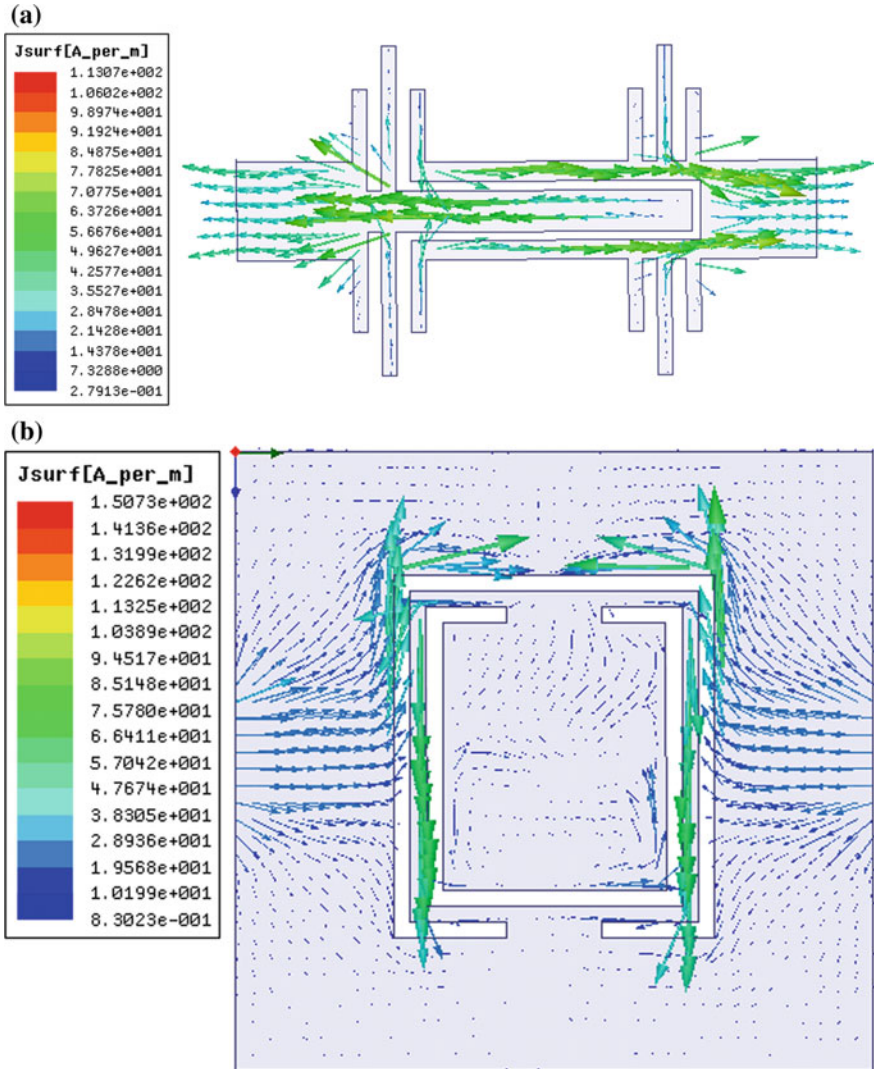 (a)
Jsurf[A_per_m]
1.1307e+002
1.0602e+002
9.8974e+001
9.1924e+001
8.4875e+001
7.7825e+001
7.0775e+001
6.3726e+001
5.6676e+001
4.9627e+001
4.2577e+001
3.5527e+001
2.8478e+001
2.1428e+001
1.4378e+001
7.3288e+000
2.7913e-001
(b)
Jsurf[A_per_m]
1.5073e+002
1.4136e+002
1.3199e+002
1.2262e+002
1.1325e+002
1.0389e+002
9.4517e+001
8.5148e+001
7.5780e+001
6.6411e+001
5.7042e+001
4.7674e+001
3.8305e+001
2.8936e+001
1.9568e+001
1.0199e+001
8.3023e-001